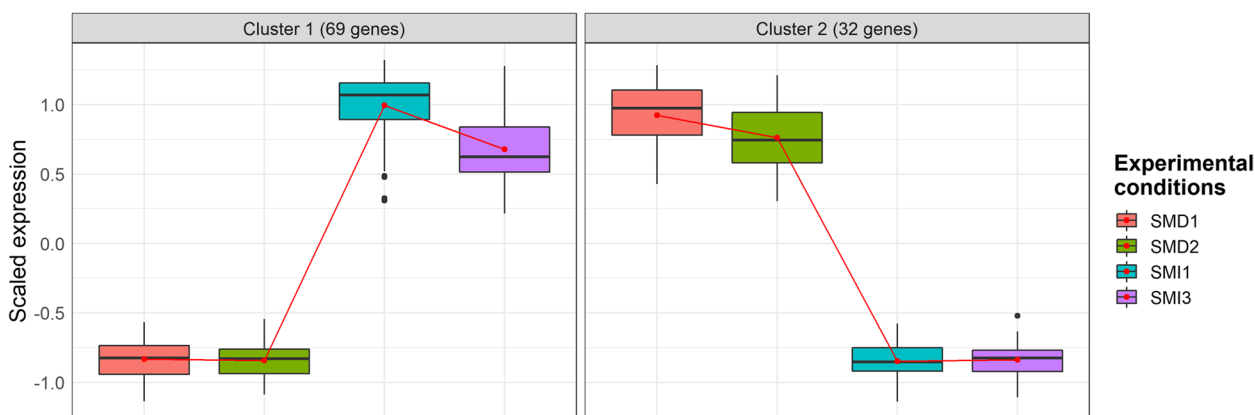 Cluster 1 (69 genes)
Cluster 2 (32 genes)
Scaled expression
1.0
0.5
0.0
-0.5
-1.0
Experimental
conditions
SMD1
SMD2
SMI1
SMI3